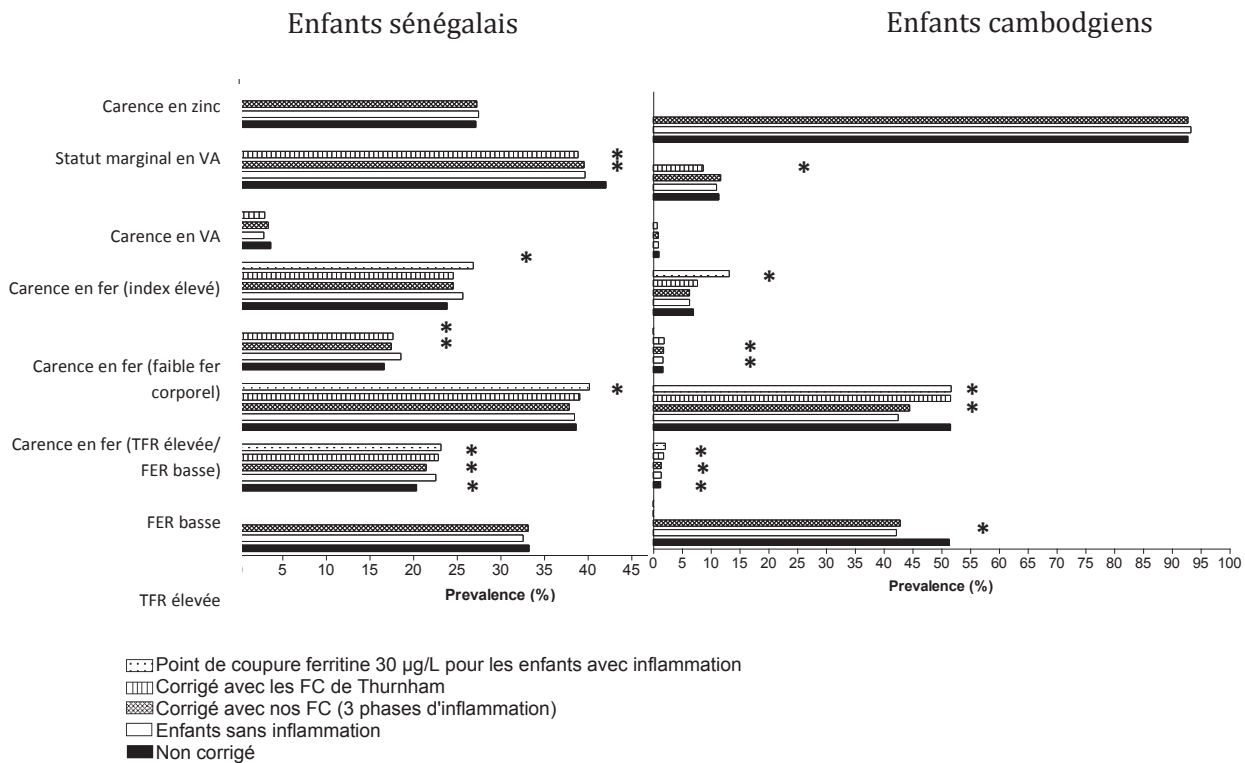 Enfants sénégalais
Enfants cambodgiens
Carence en zinc
Statut marginal en VA
Carence en VA
Carence en fer (index élevé)
Carence en fer (faible fer
corporel)
Carence en fer (TFR élevée/
FER basse)
FER basse
TFR élevée
* * * * * * * * * *
* * * * * * * * * * *
5 10 15 20 25 30 35 40 45
Prevalence (%)
0 5 10 15 20 25 30 35 40 45 50 55 60 65 70 75 80 85 90 95 100
Prevalence (%)
Point de coupure ferritine 30 µg/L pour les enfants avec inflammation
Corrigé avec les FC de Thurnham
Corrigé avec nos FC (3 phases d'inflammation)
Enfants sans inflammation
Non corrigé